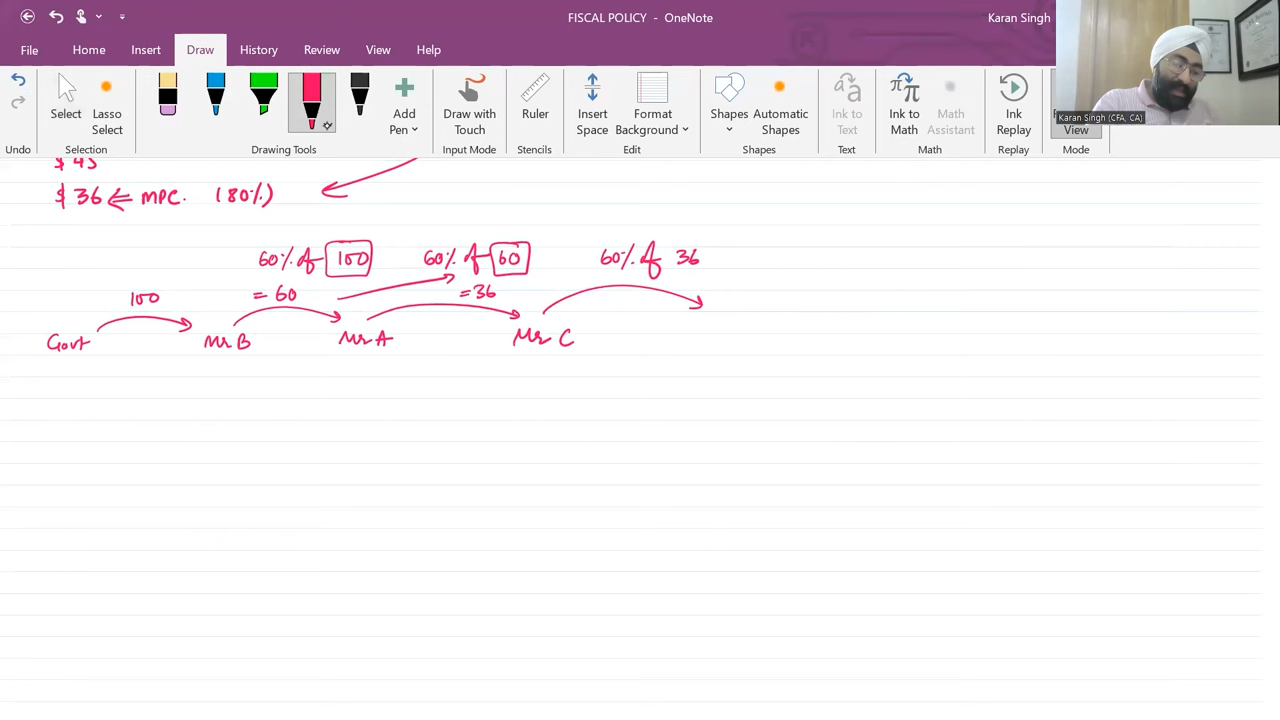 FISCAL POLICY - OneNote
Karan Singh
File Home Insert Draw History Review View Help
Select
Lasso Select
Add Pen
Draw with Touch
Ruler
Insert Space
Format Background
Shapes
Automatic Shapes
Ink to Text
Ink to Math
Math Assistant
Ink Replay
View
Karan Singh (CFA, CA)
Undo Selection Drawing Tools Input Mode Stencils Edit Shapes Text Math Replay Mode
$ 45
$ 36 ⇐ MPC. (80%)
60% of 100 60% of 60 60% of 36
100 = 60 = 36
Govt Mr B Mr A Mr C